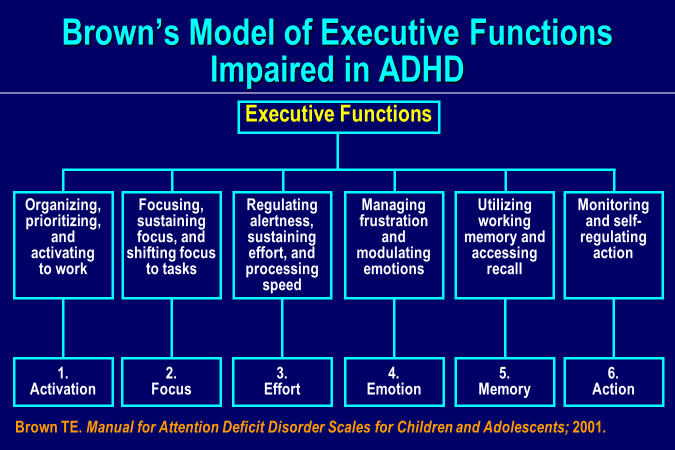 Brown's Model of Executive Functions
Impaired in ADHD
Executive Functions
Organizing,
prioritizing,
and
activating
to work
Focusing,
sustaining
focus, and
shifting focus
to tasks
Regulating
alertness,
sustaining
effort, and
processing
speed
Managing
frustration
and
modulating
emotions
Utilizing
working
memory and
accessing
recall
Monitoring
and self-
regulating
action
1.
Activation
2.
Focus
3.
Effort
4.
Emotion
5.
Memory
6.
Action
Brown TE. Manual for Attention Deficit Disorder Scales for Children and Adolescents; 2001.